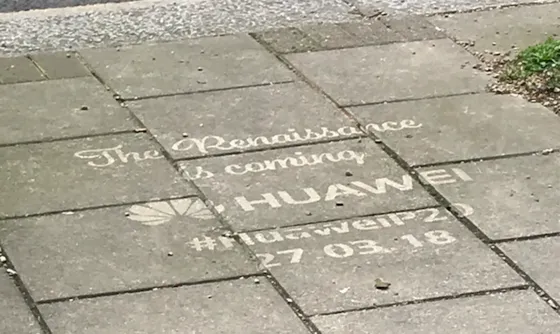 The Renaissance
is coming
HUAWEI
#HuaweiP20
27 03.18